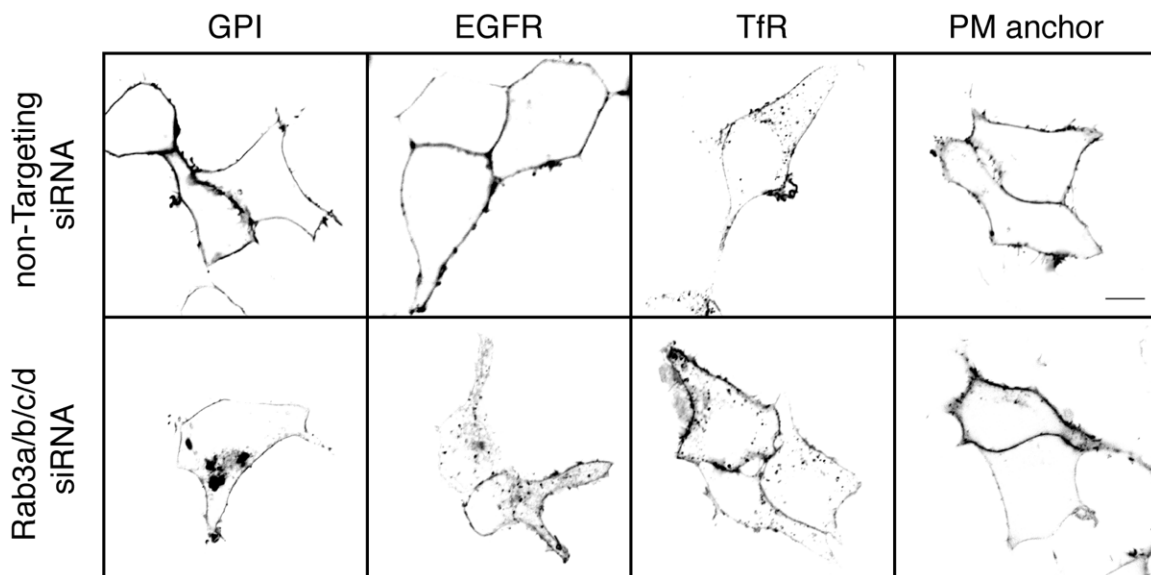 GPI EGFR TfR PM anchor
non-Targeting
siRNA
Rab3a/b/c/d
siRNA